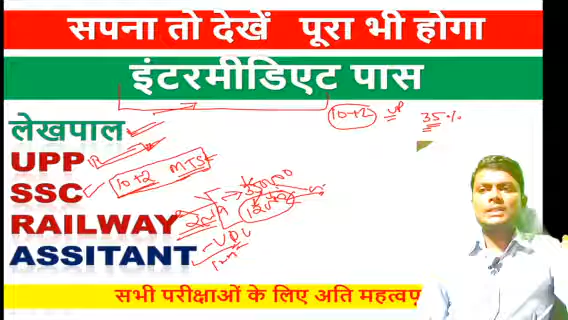 सपना तो देखें पूरा भी होगा
इंटरमीडिएट पास
10+2 UP 35%
लेखपाल
UPP
10+2 MTS
SSC
RAILWAY
ASSITANT
सभी परीक्षाओं के लिए अति महत्वपू